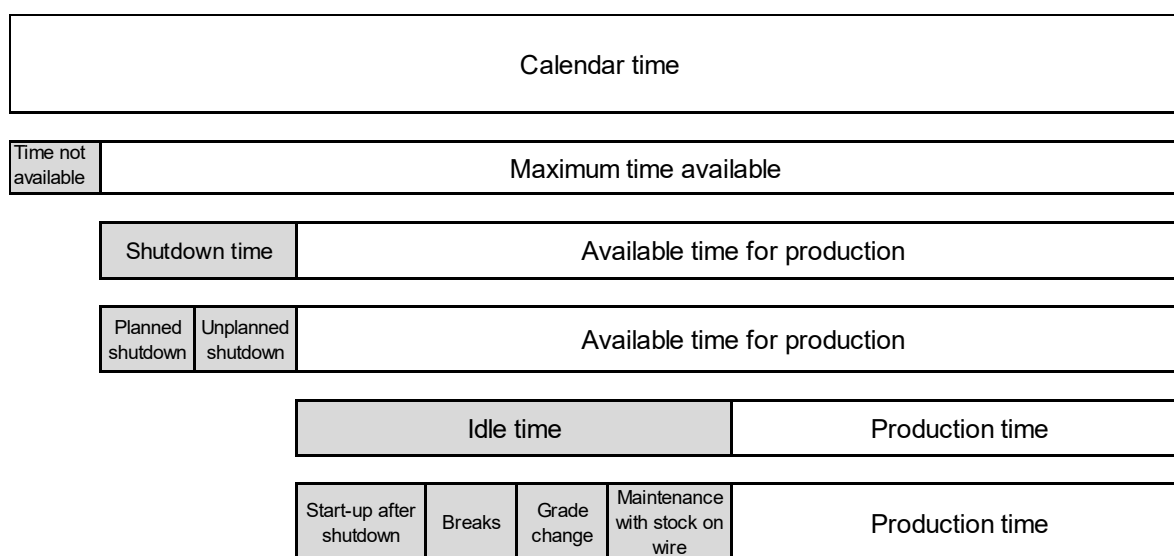 Calendar time
Time not
available
Maximum time available
Shutdown time
Available time for production
Planned
shutdown
Unplanned
shutdown
Available time for production
Idle time
Production time
Start-up after
shutdown
Breaks
Grade
change
Maintenance
with stock on
wire
Production time